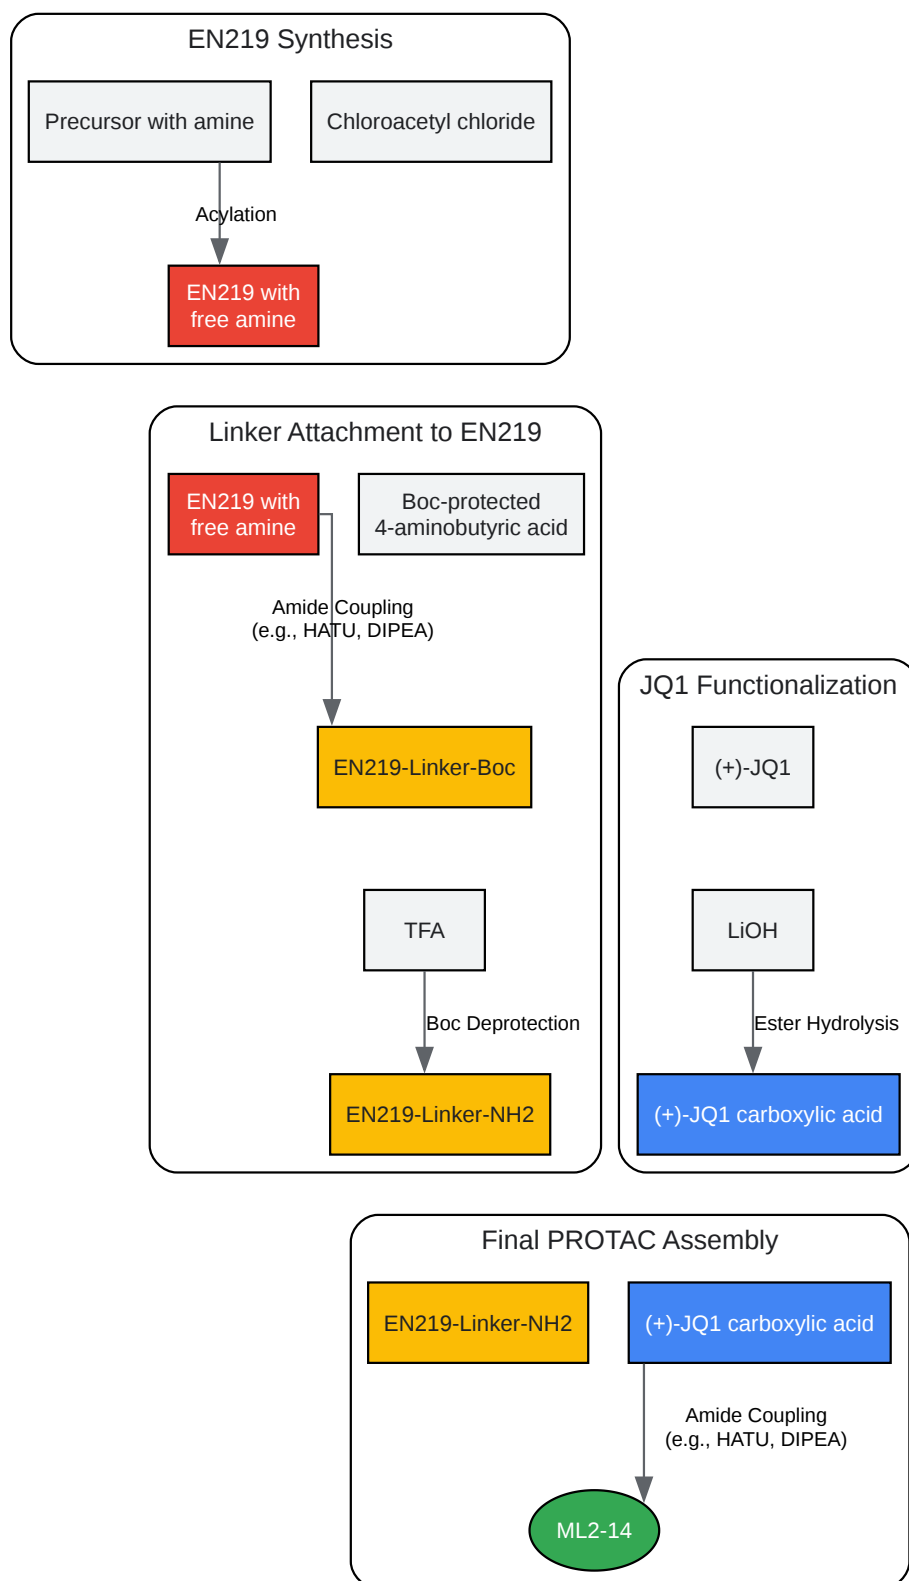 EN219 Synthesis
Precursor with amine
Chloroacetyl chloride
Acylation
EN219 with
free amine
Linker Attachment to EN219
EN219 with
free amine
Boc-protected
4-aminobutyric acid
Amide Coupling
(e.g., HATU, DIPEA)
EN219-Linker-Boc
TFA
Boc Deprotection
EN219-Linker-NH2
JQ1 Functionalization
(+)-JQ1
LiOH
Ester Hydrolysis
(+)-JQ1 carboxylic acid
Final PROTAC Assembly
EN219-Linker-NH2
(+)-JQ1 carboxylic acid
Amide Coupling
(e.g., HATU, DIPEA)
ML2-14